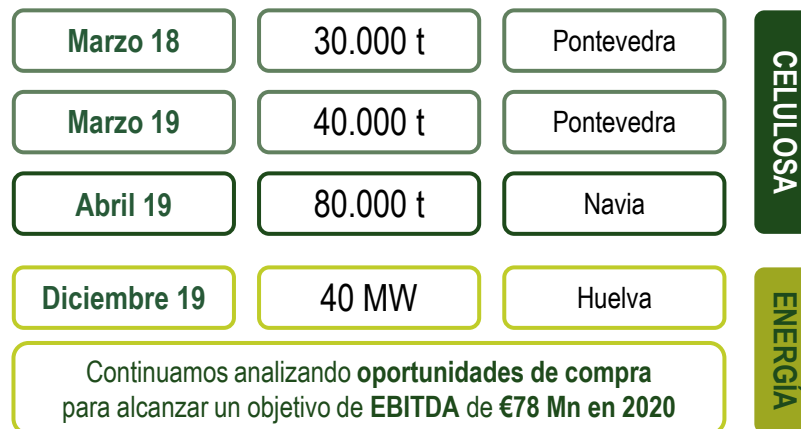 Marzo 18 30.000 t Pontevedra
Marzo 19 40.000 t Pontevedra
Abril 19 80.000 t Navia
CELULOSA
Diciembre 19 40 MW Huelva
Continuamos analizando oportunidades de compra
para alcanzar un objetivo de EBITDA de €78 Mn en 2020
ENERGÍA